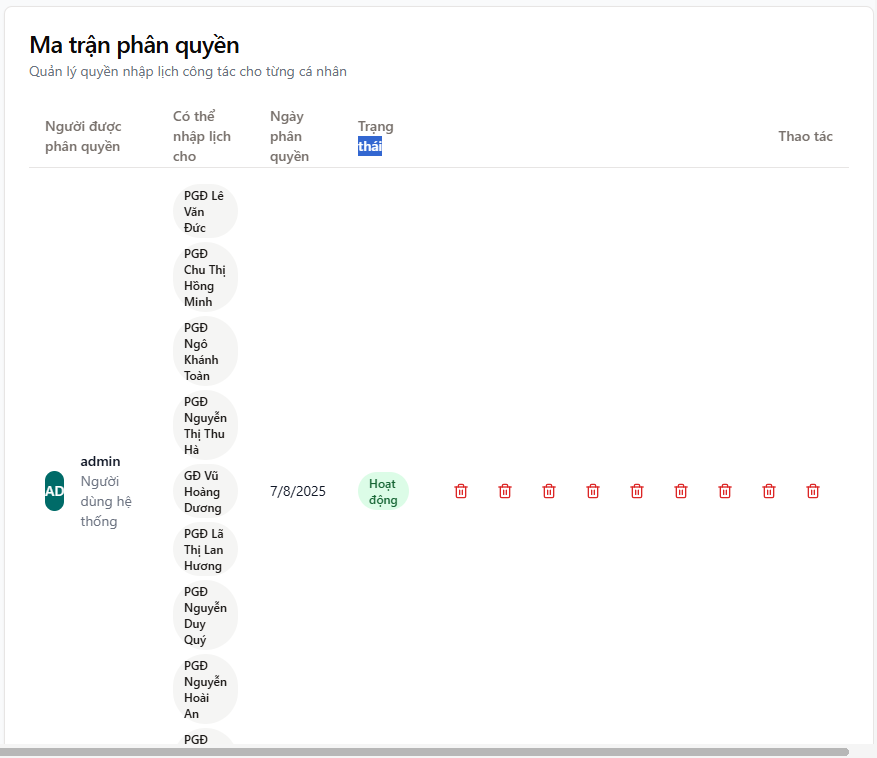 Ma trận phân quyền
Quản lý quyền nhập lịch công tác cho từng cá nhân
Người được
phân quyền
Có thể
nhập lịch
cho
Ngày
phân
quyền
Trạng
thái
Thao tác
AD
admin
Người
dùng hệ
thống
PGĐ Lê
Văn
Đức
PGĐ
Chu Thị
Hồng
Minh
PGĐ
Ngô
Khánh
Toàn
PGĐ
Nguyễn
Thị Thu
Hà
GĐ Vũ
Hoàng
Dương
PGĐ Lã
Thị Lan
Hương
PGĐ
Nguyễn
Duy
Quý
PGĐ
Nguyễn
Hoài
An
PGĐ
7/8/2025
Hoạt
động